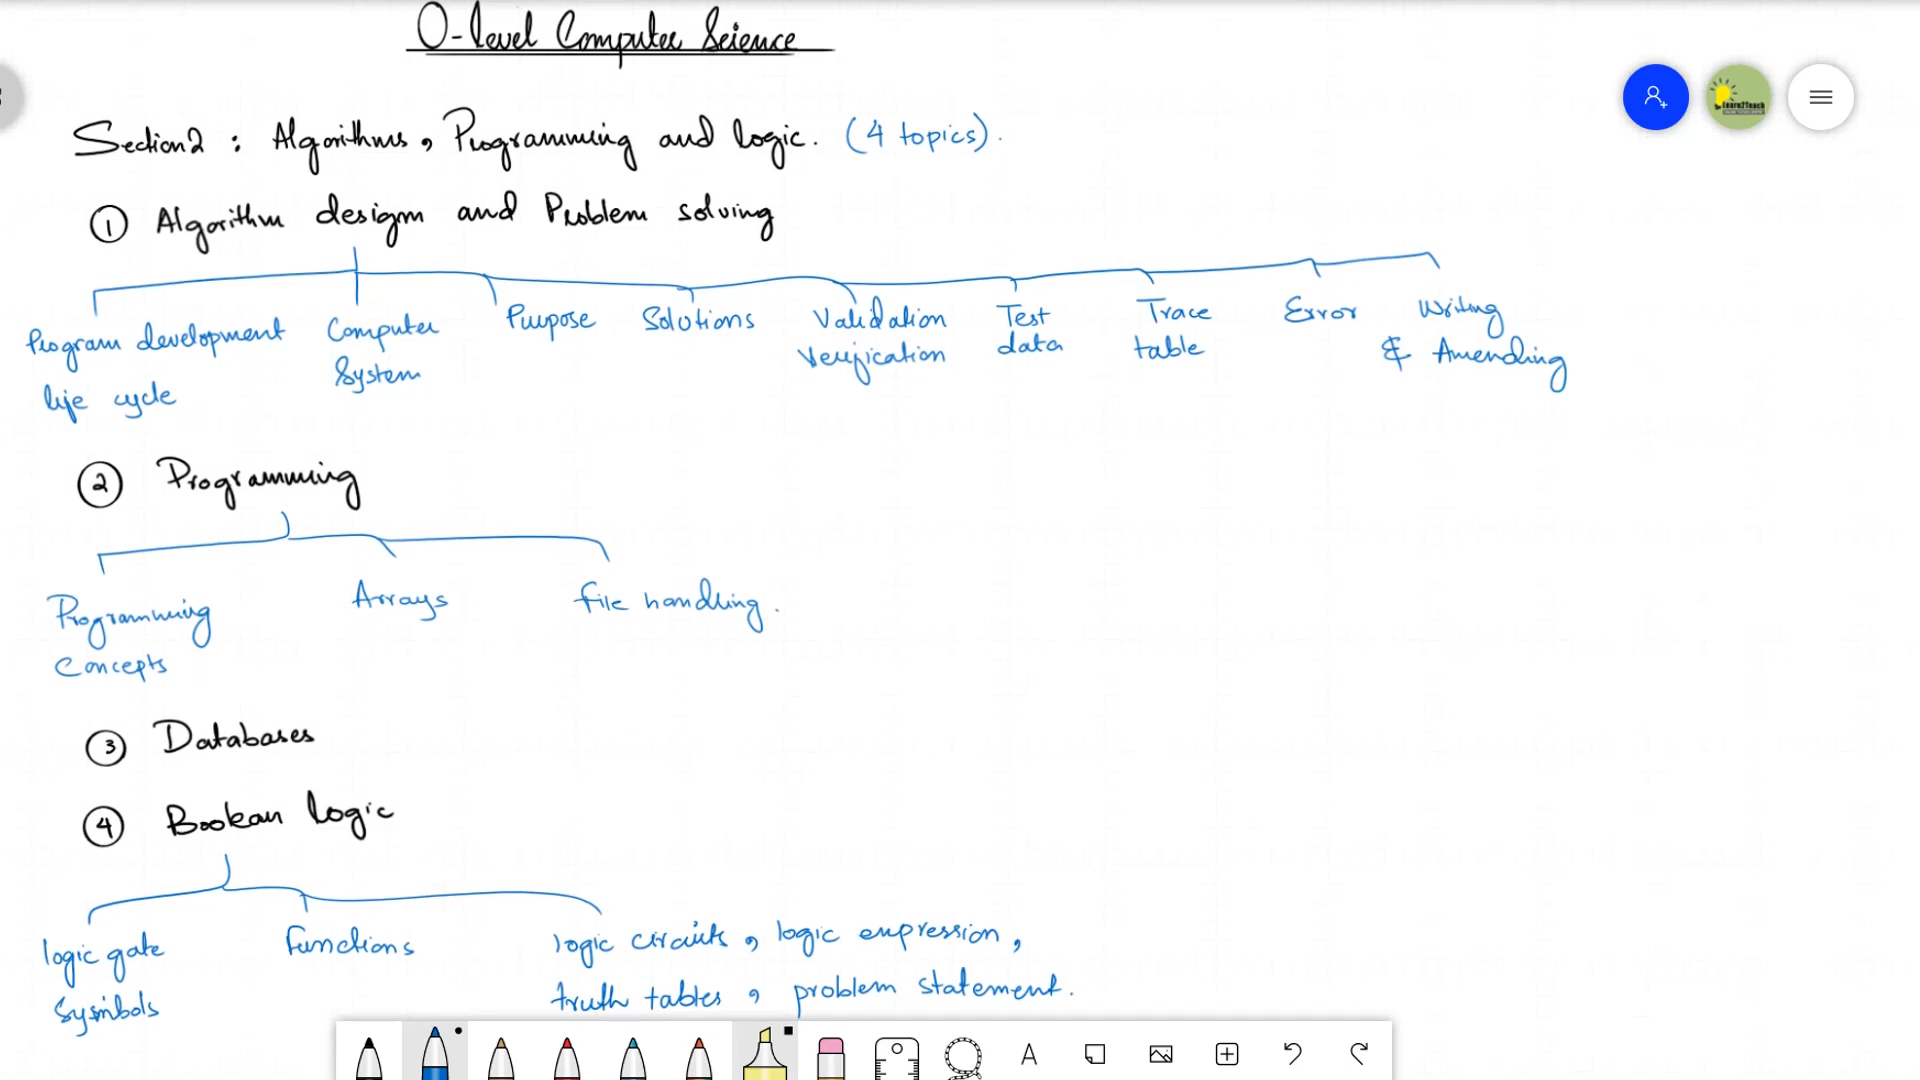 O-level Computer Science
Section 2 : Algorithms, Programming and logic. (4 topics).
① Algorithm design and Problem solving
Program development life cycle
Computer System
Purpose
Solutions
Validation Verification
Test data
Trace table
Error
Writing & Amending
② Programming
Programming Concepts
Arrays
file handling.
③ Databases
④ Boolean logic
logic gate symbols
functions
logic circuits, logic expression,
truth tables, problem statement.
Learn2Teach
A